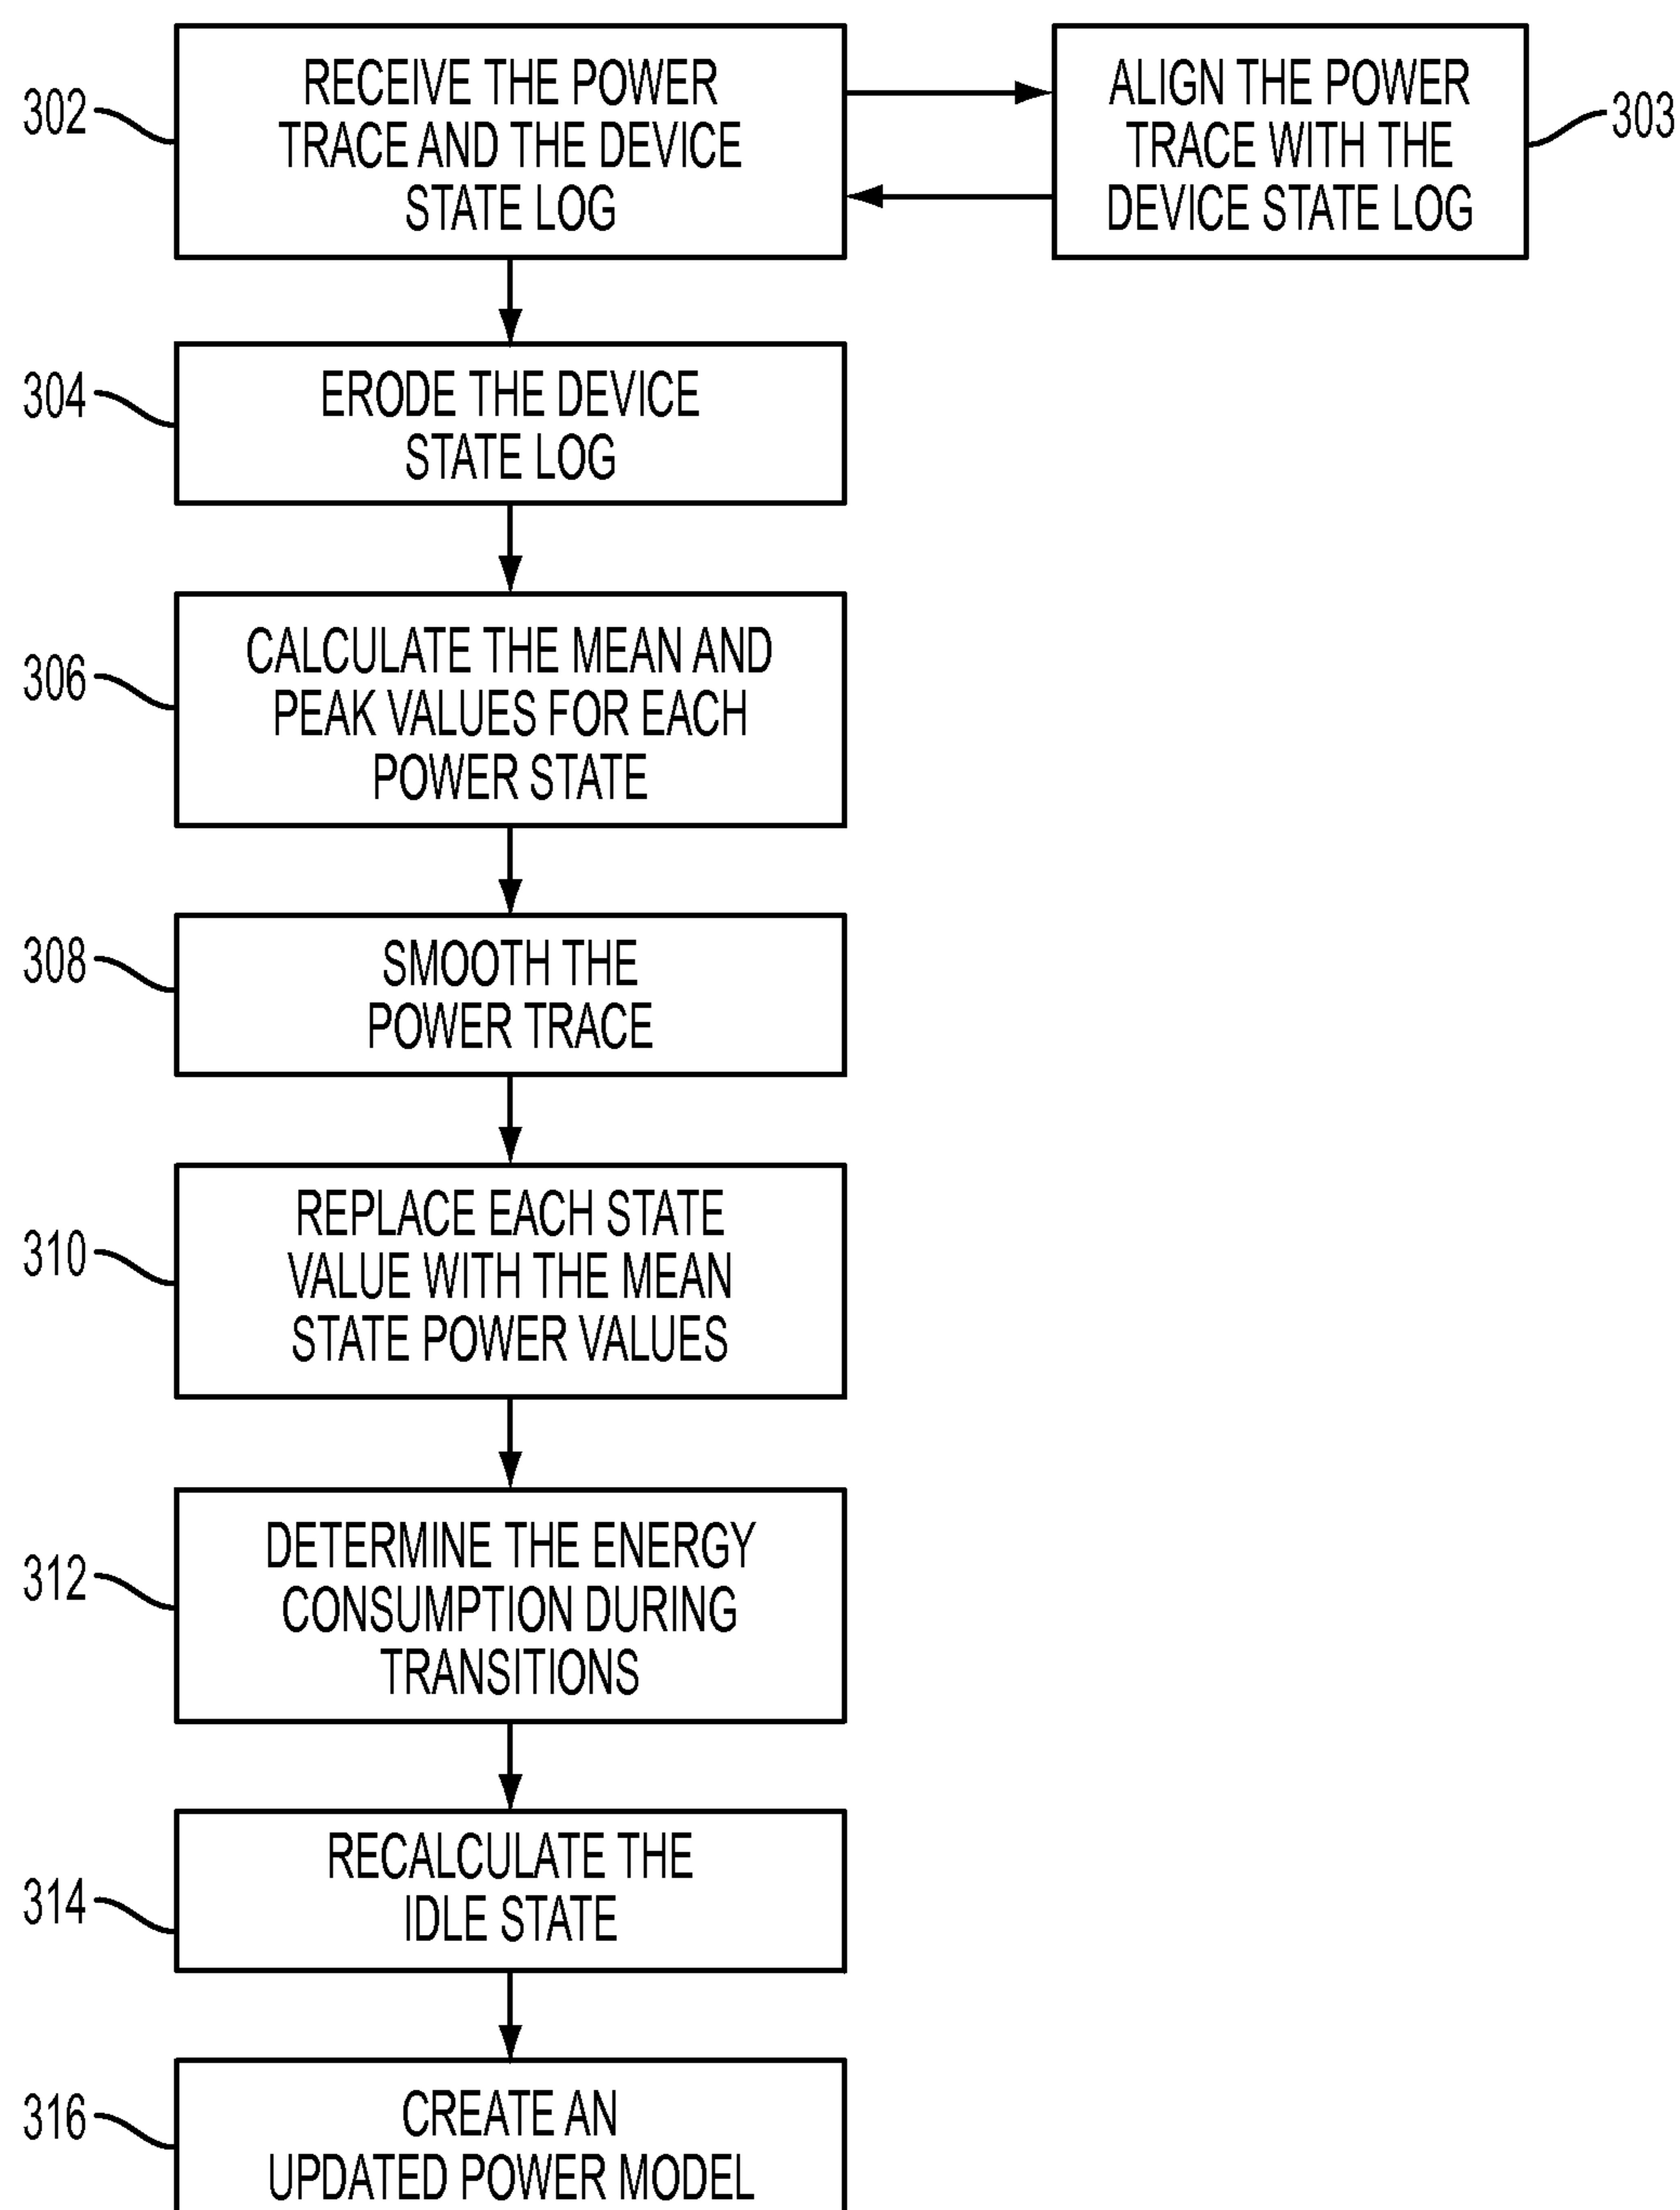 302
RECEIVE THE POWER
TRACE AND THE DEVICE
STATE LOG
ALIGN THE POWER
TRACE WITH THE
DEVICE STATE LOG
303
304
ERODE THE DEVICE
STATE LOG
306
CALCULATE THE MEAN AND
PEAK VALUES FOR EACH
POWER STATE
308
SMOOTH THE
POWER TRACE
310
REPLACE EACH STATE
VALUE WITH THE MEAN
STATE POWER VALUES
312
DETERMINE THE ENERGY
CONSUMPTION DURING
TRANSITIONS
314
RECALCULATE THE
IDLE STATE
316
CREATE AN
UPDATED POWER MODEL